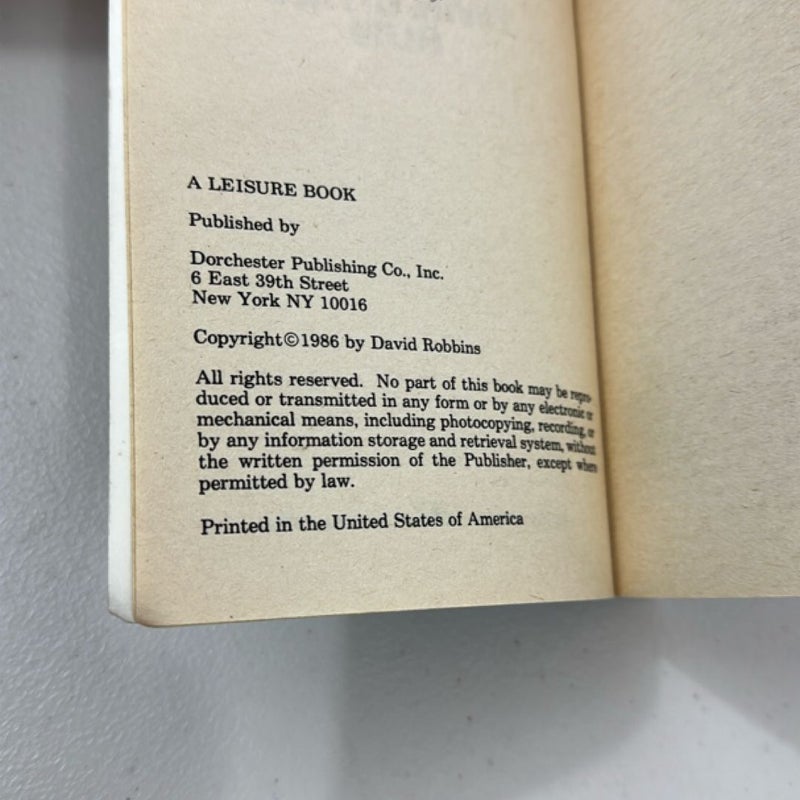 A LEISURE BOOK
Published by
Dorchester Publishing Co., Inc.
6 East 39th Street
New York NY 10016
Copyright©1986 by David Robbins
All rights reserved. No part of this book may be repro-
duced or transmitted in any form or by any electronic or
mechanical means, including photocopying, recording, or
by any information storage and retrieval system, without
the written permission of the Publisher, except where
permitted by law.
Printed in the United States of America